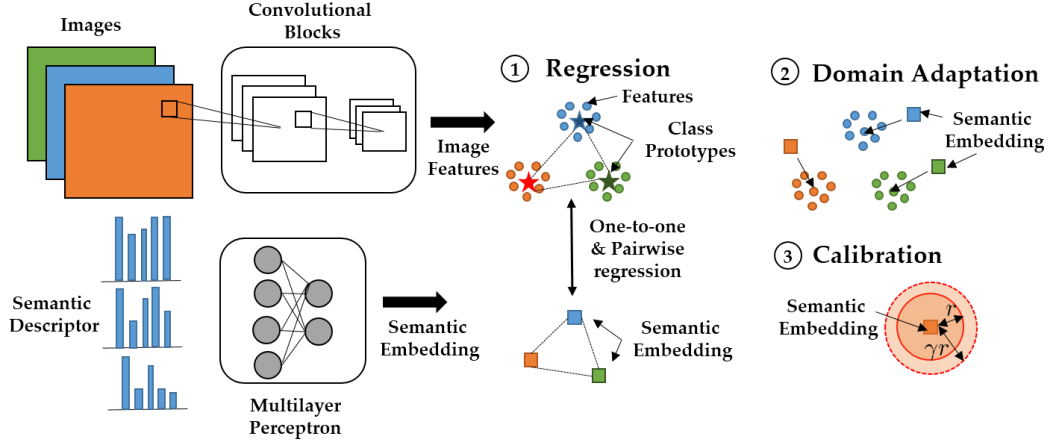 Images
Convolutional
Blocks
Image
Features
Semantic
Descriptor
Multilayer
Perceptron
Semantic
Embedding
1 Regression
Features
Class
Prototypes
One-to-one
& Pairwise
regression
Semantic
Embedding
2 Domain Adaptation
Semantic
Embedding
3 Calibration
Semantic
Embedding
r
γr